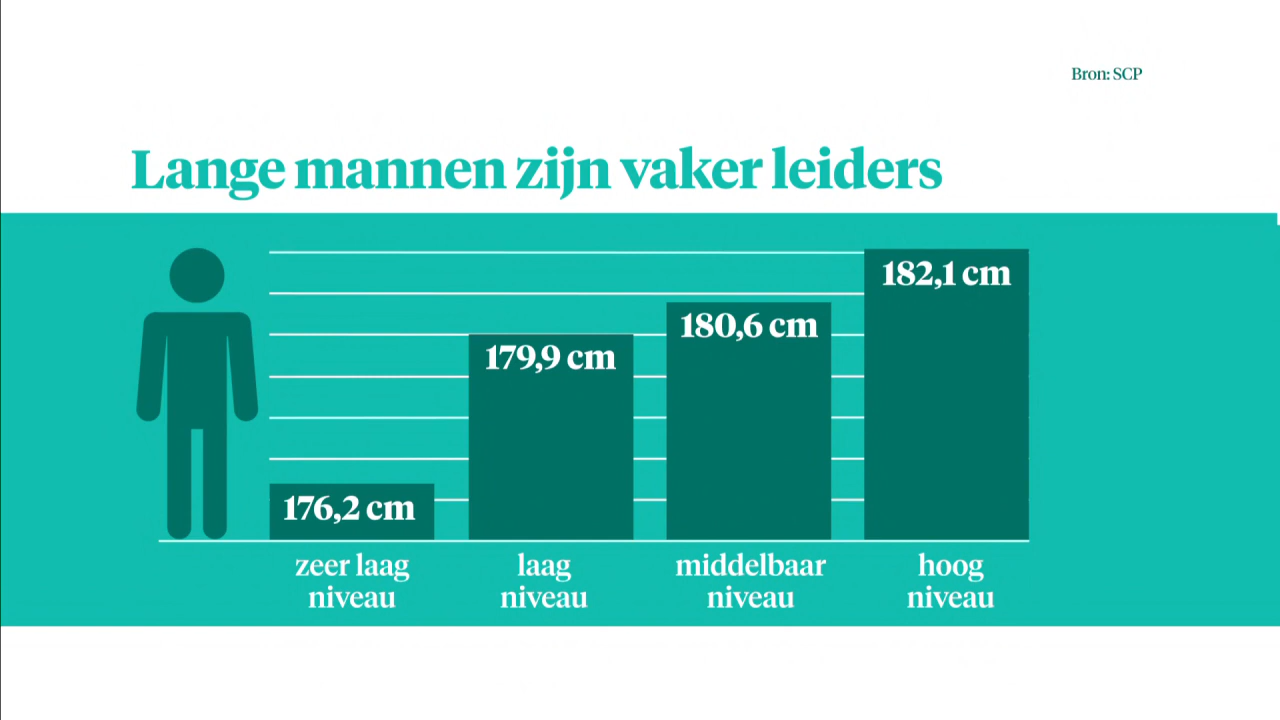 Bron: SCP
Lange mannen zijn vaker leiders
182,1 cm
180,6 cm
179,9 cm
176,2 cm
zeer laag
niveau
laag
niveau
middelbaar
niveau
hoog
niveau